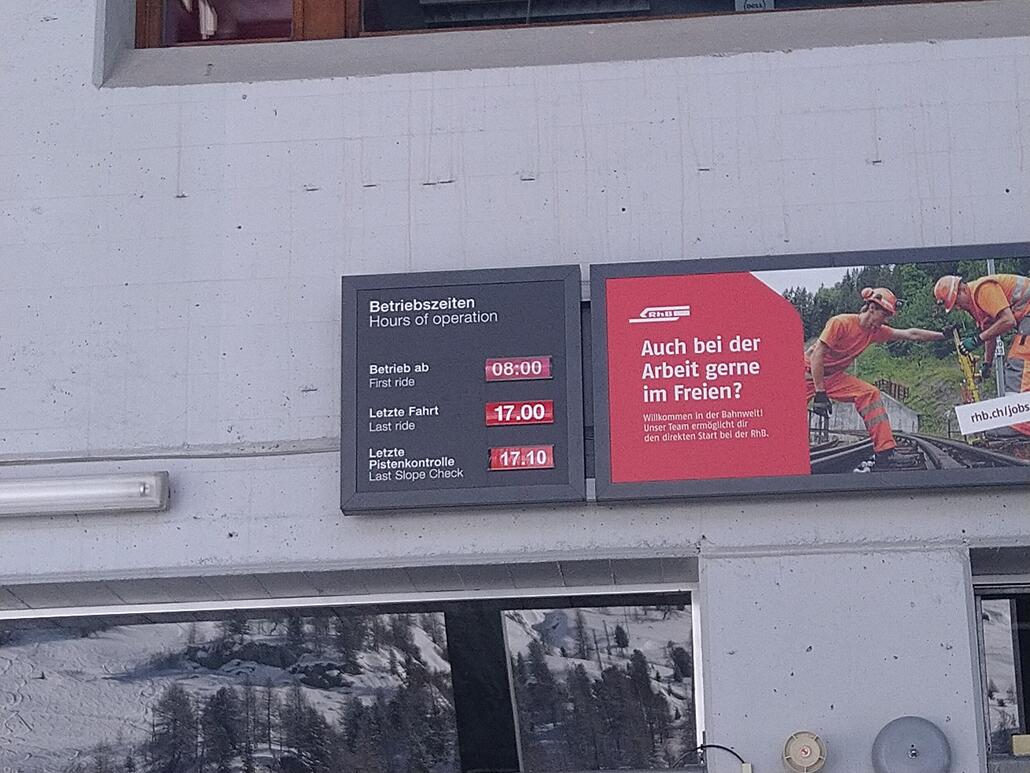 DELL
Betriebszeiten
Hours of operation
Betrieb ab 08:00
First ride
Letzte Fahrt 17.00
Last ride
Letzte
Pistenkontrolle 17.10
Last Slope Check
RhB
Auch bei der
Arbeit gerne
im Freien?
Willkommen in der Bahnwelt!
Unser Team ermöglicht dir
den direkten Start bei der RhB.
rhb.ch/jobs